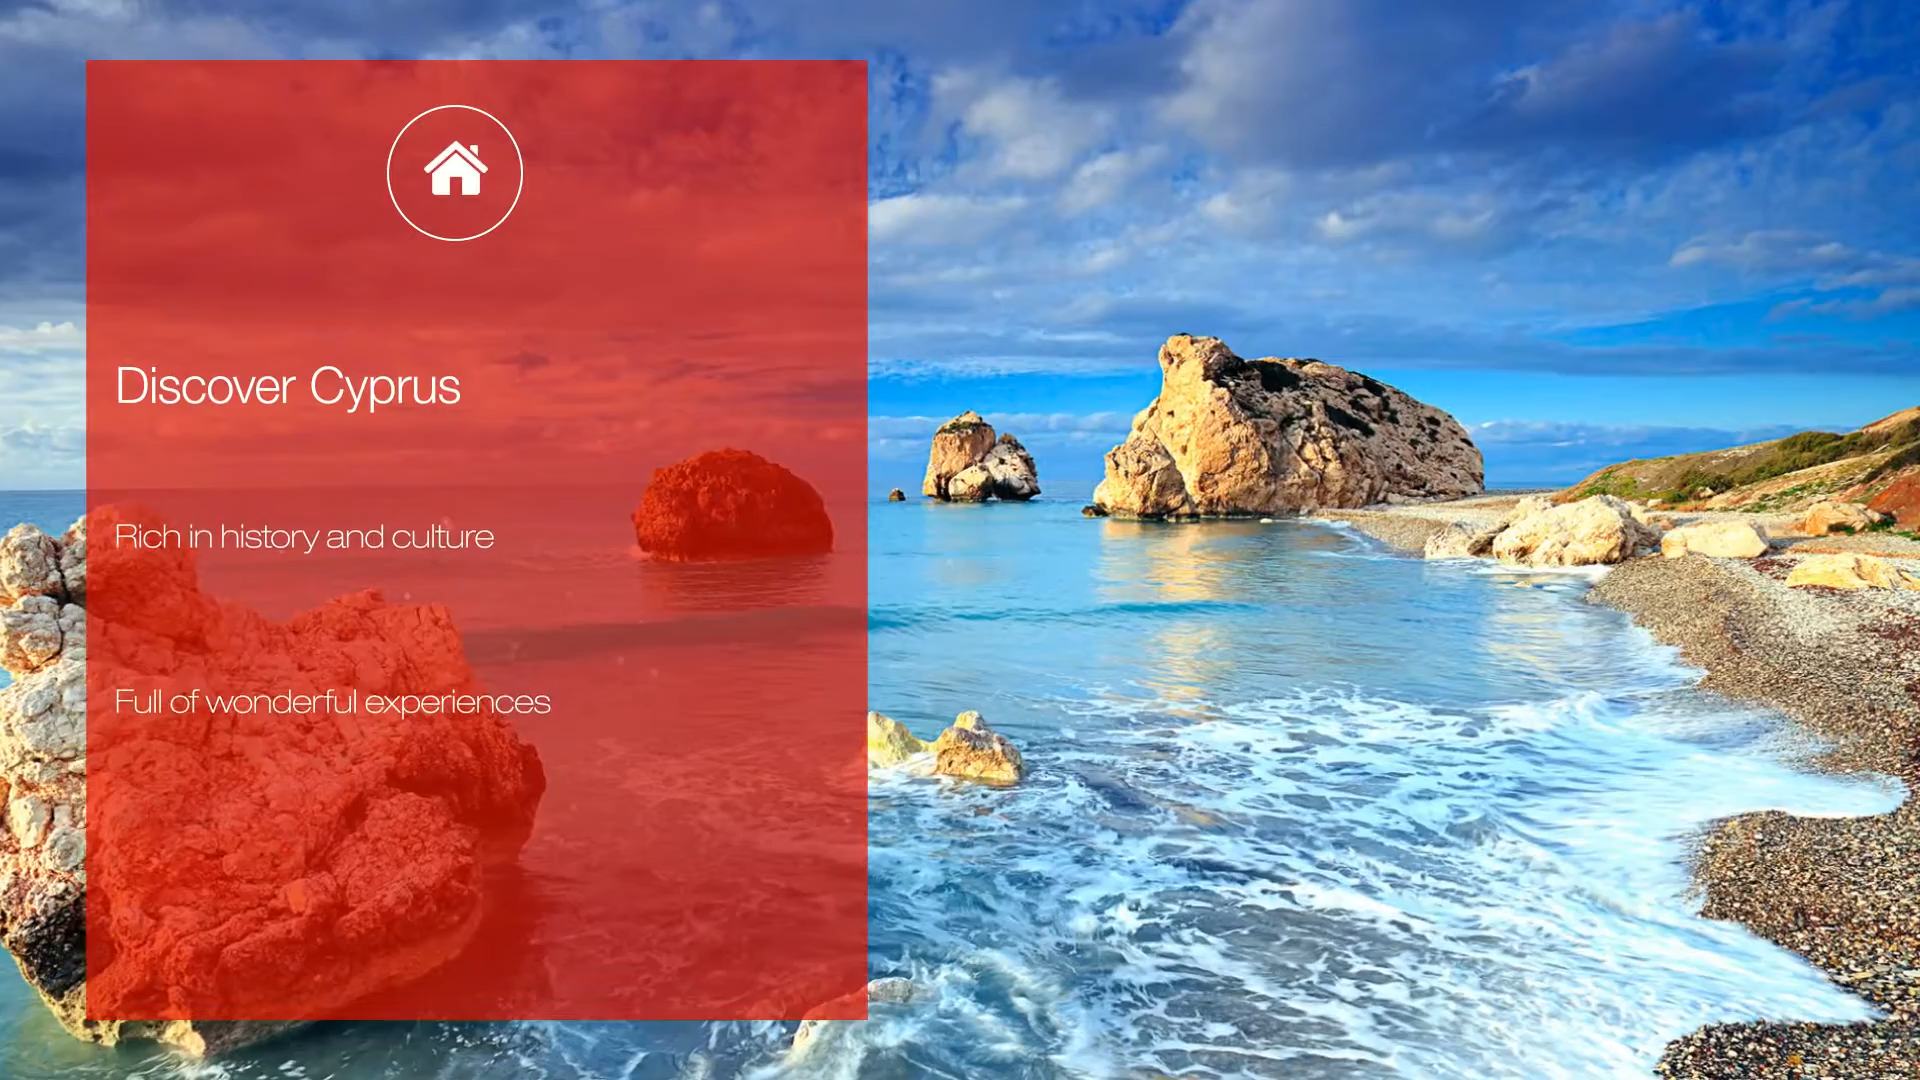 Discover Cyprus
Rich in history and culture
Full of wonderful experiences